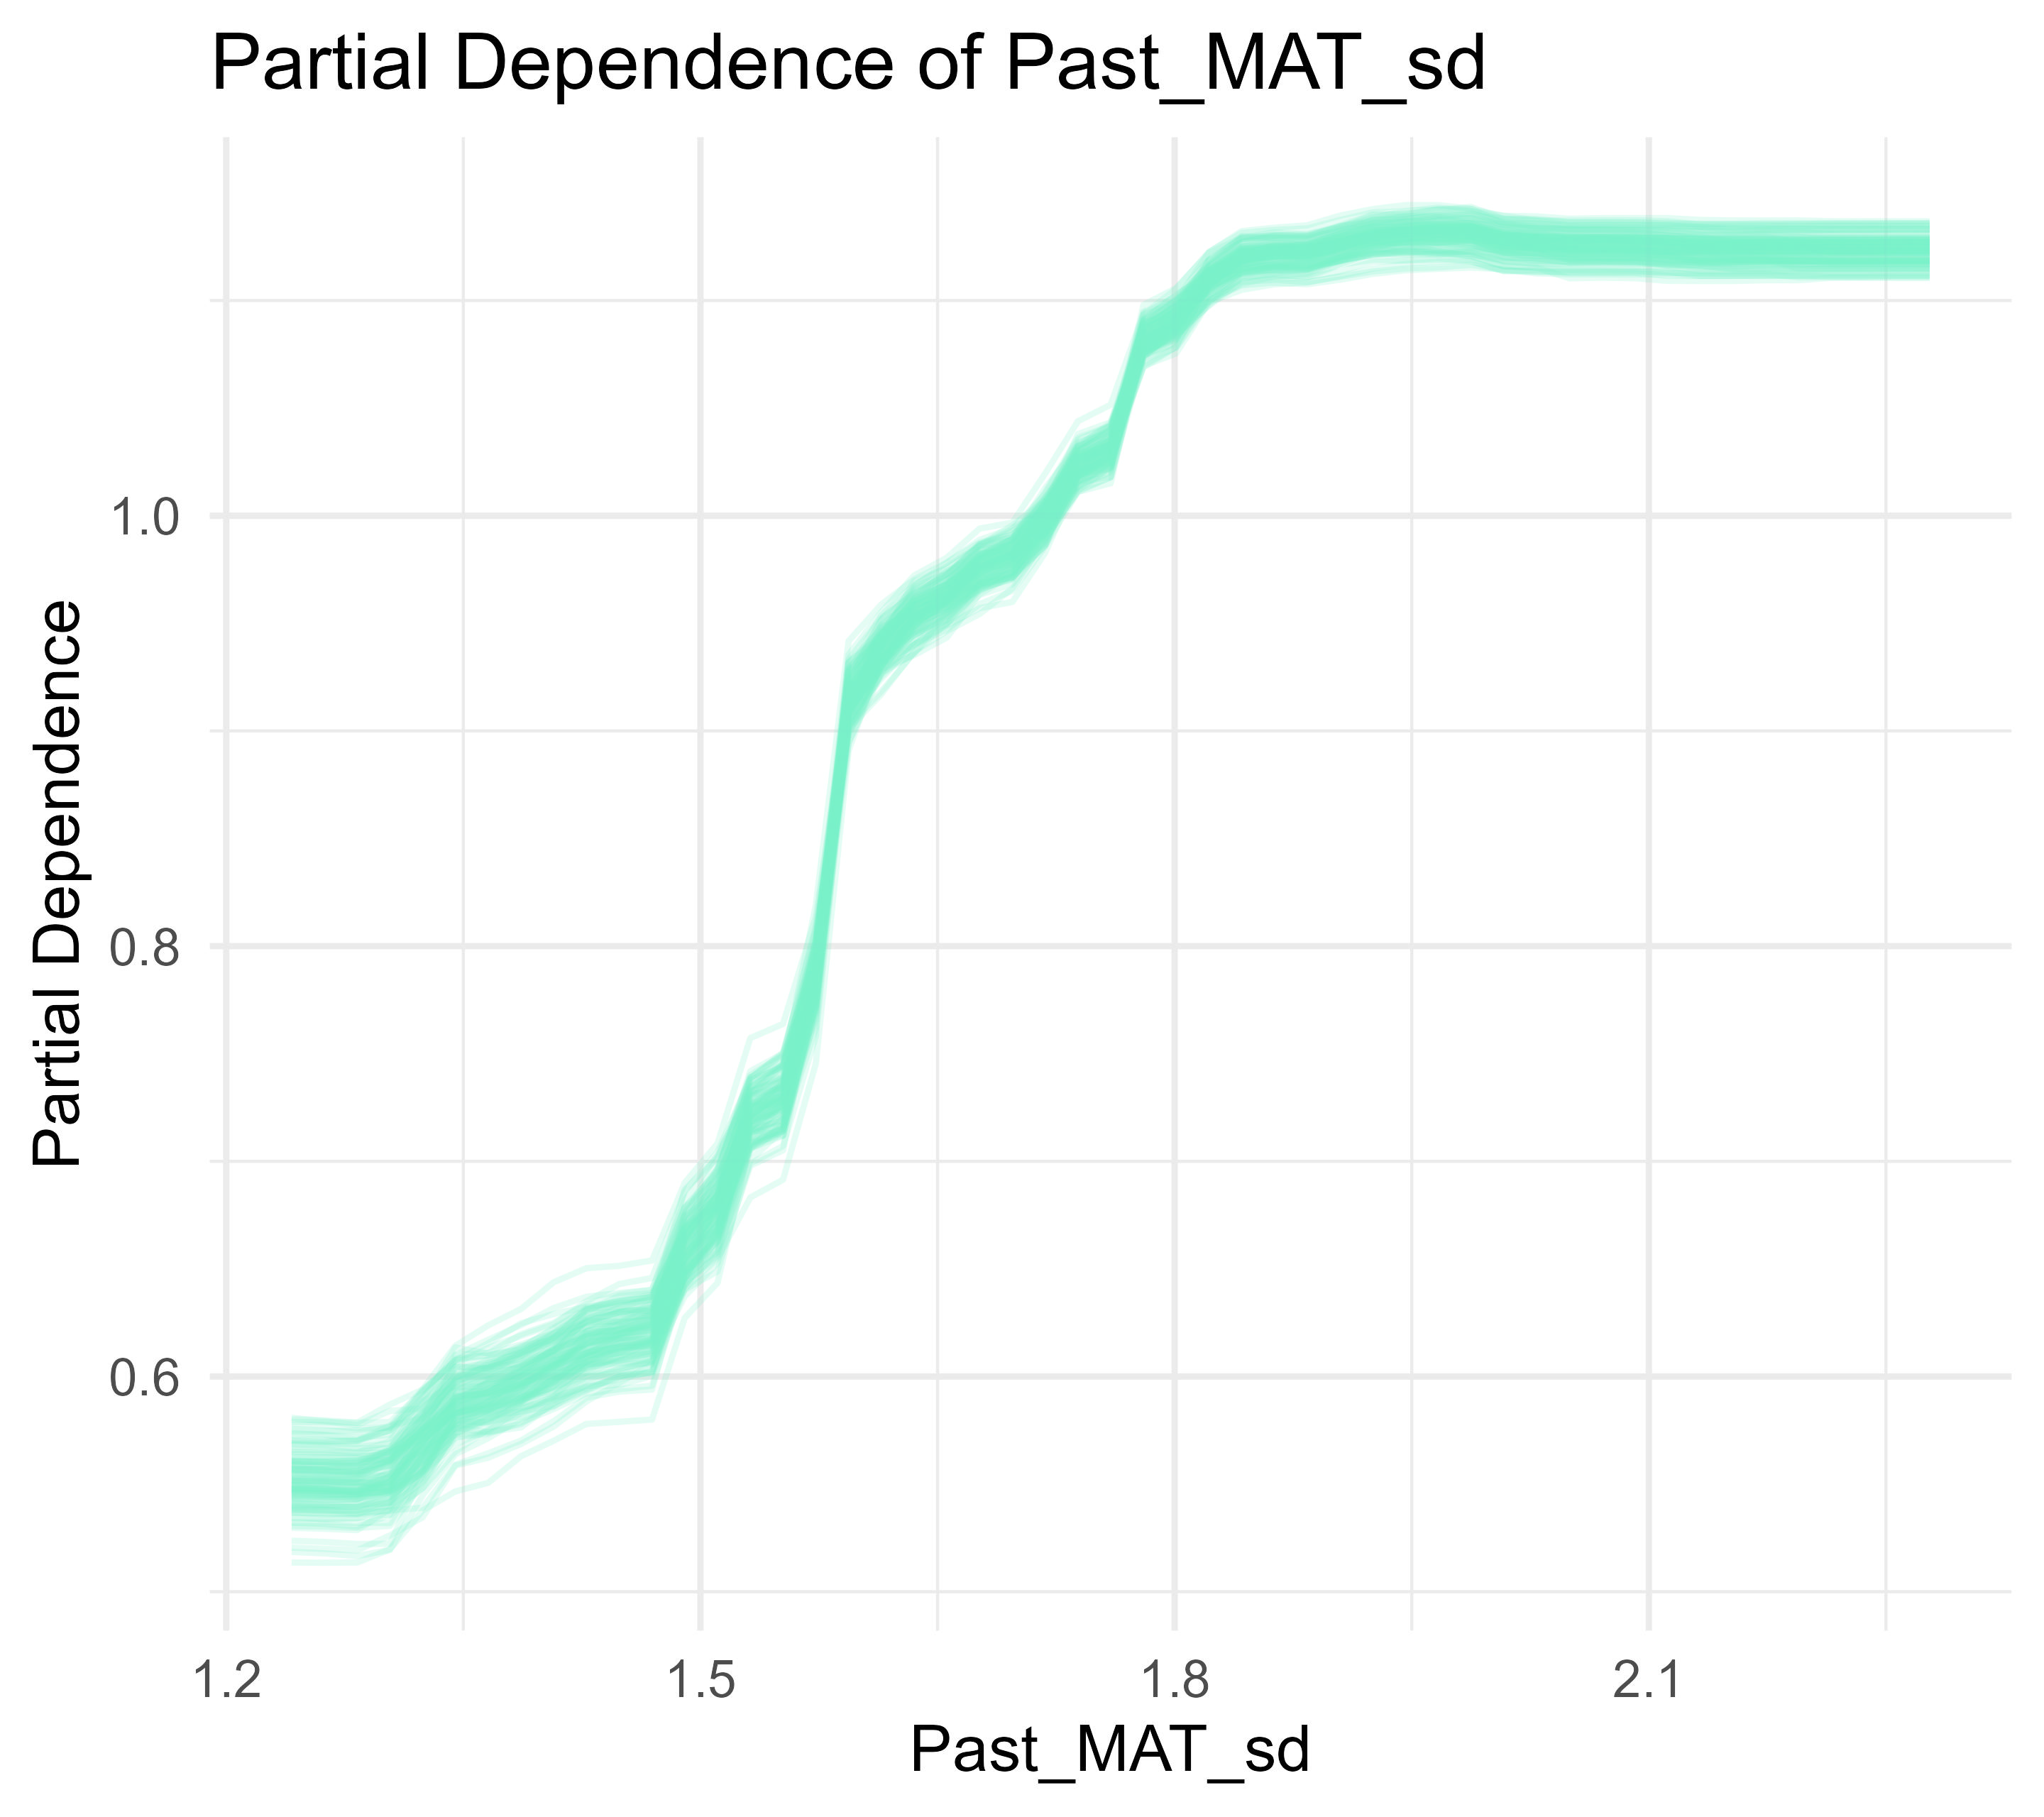 Partial Dependence of Past_MAT_sd
Partial Dependence
1.0
0.8
0.6
1.2
1.5
1.8
2.1
Past_MAT_sd